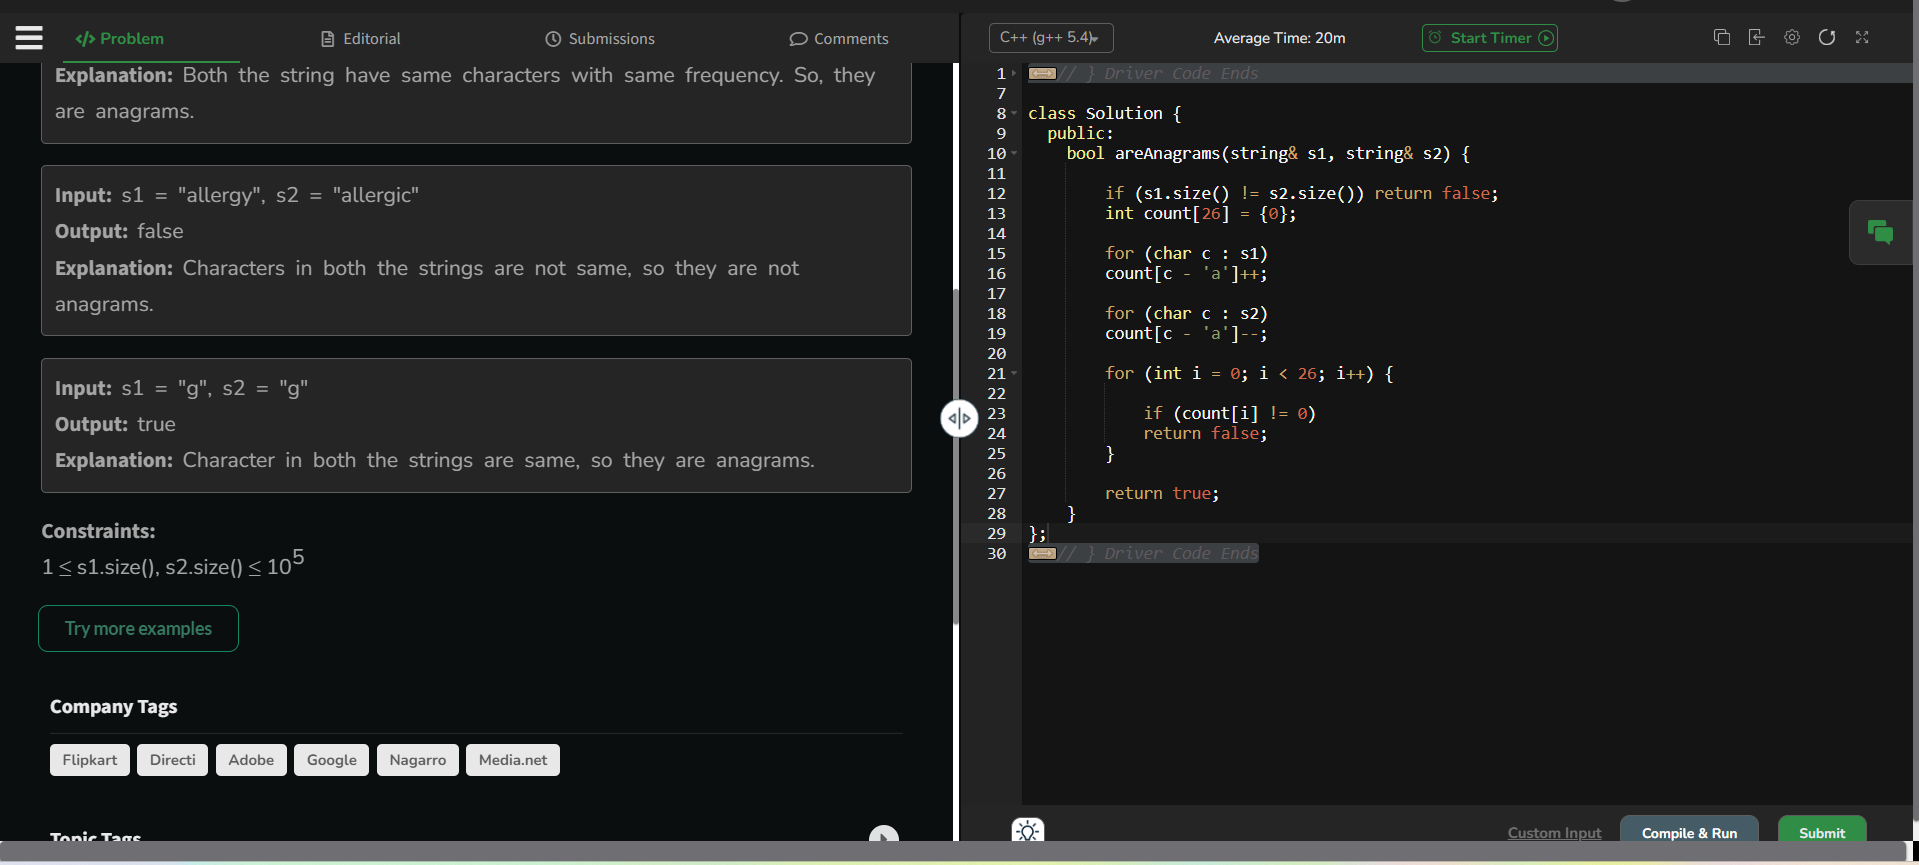 Problem
Editorial
Submissions
Comments
Explanation: Both the string have same characters with same frequency. So, they
are anagrams.
Input: s1 = "allergy", s2 = "allergic"
Output: false
Explanation: Characters in both the strings are not same, so they are not
anagrams.
Input: s1 = "g", s2 = "g"
Output: true
Explanation: Character in both the strings are same, so they are anagrams.
Constraints:
1 ≤ s1.size(), s2.size() ≤ 10^5
Try more examples
Company Tags
Flipkart Directi Adobe Google Nagarro Media.net
Topic Tags
C++ (g++ 5.4)
Average Time: 20m
Start Timer
1 // } Driver Code Ends
7
8 class Solution {
9   public:
10     bool areAnagrams(string& s1, string& s2) {
11
12         if (s1.size() != s2.size()) return false;
13         int count[26] = {0};
14
15         for (char c : s1)
16         count[c - 'a']++;
17
18         for (char c : s2)
19         count[c - 'a']--;
20
21         for (int i = 0; i < 26; i++) {
22
23             if (count[i] != 0)
24             return false;
25         }
26
27         return true;
28     }
29 };
30 // } Driver Code Ends
Custom Input
Compile & Run
Submit